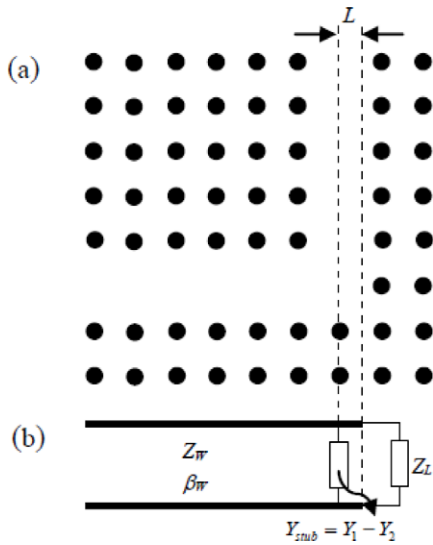 L
(a)
(b)
Z_W
β_W
Z_L
Y_stub = Y_1 − Y_2